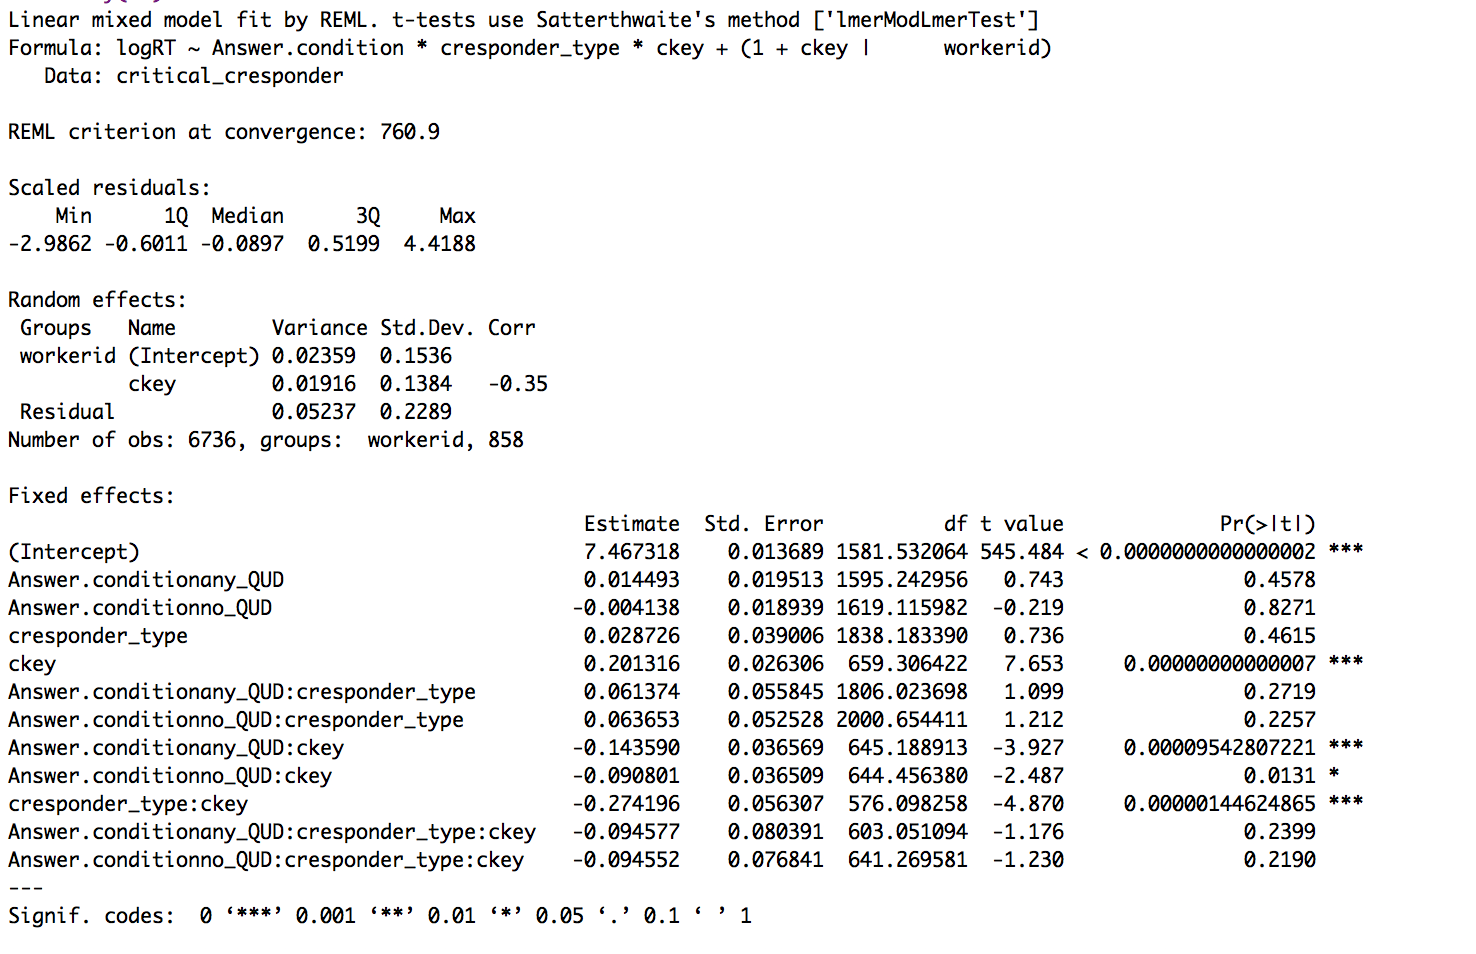 Linear mixed model fit by REML. t-tests use Satterthwaite's method ['lmerModLmerTest']
Formula: logRT ~ Answer.condition * cresponder_type * ckey + (1 + ckey |      workerid)
   Data: critical_cresponder

REML criterion at convergence: 760.9

Scaled residuals:
    Min      1Q  Median      3Q     Max
-2.9862 -0.6011 -0.0897  0.5199  4.4188

Random effects:
 Groups   Name        Variance Std.Dev. Corr
 workerid (Intercept) 0.02359  0.1536
          ckey        0.01916  0.1384   -0.35
 Residual             0.05237  0.2289
Number of obs: 6736, groups:  workerid, 858

Fixed effects:
                                                Estimate  Std. Error          df t value             Pr(>|t|)
(Intercept)                                     7.467318    0.013689 1581.532064 545.484 < 0.0000000000000002 ***
Answer.conditionany_QUD                         0.014493    0.019513 1595.242956   0.743               0.4578
Answer.conditionno_QUD                         -0.004138    0.018939 1619.115982  -0.219               0.8271
cresponder_type                                 0.028726    0.039006 1838.183390   0.736               0.4615
ckey                                            0.201316    0.026306  659.306422   7.653     0.00000000000007 ***
Answer.conditionany_QUD:cresponder_type         0.061374    0.055845 1806.023698   1.099               0.2719
Answer.conditionno_QUD:cresponder_type          0.063653    0.052528 2000.654411   1.212               0.2257
Answer.conditionany_QUD:ckey                   -0.143590    0.036569  645.188913  -3.927     0.00009542807221 ***
Answer.conditionno_QUD:ckey                    -0.090801    0.036509  644.456380  -2.487               0.0131 *
cresponder_type:ckey                           -0.274196    0.056307  576.098258  -4.870     0.00000144624865 ***
Answer.conditionany_QUD:cresponder_type:ckey   -0.094577    0.080391  603.051094  -1.176               0.2399
Answer.conditionno_QUD:cresponder_type:ckey    -0.094552    0.076841  641.269581  -1.230               0.2190
---
Signif. codes:  0 ‘***’ 0.001 ‘**’ 0.01 ‘*’ 0.05 ‘.’ 0.1 ‘ ’ 1